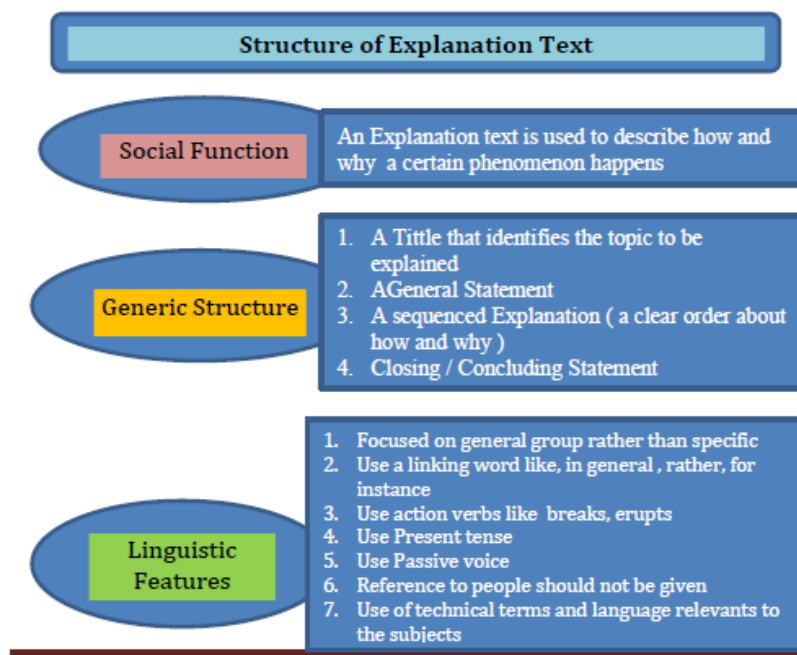 Structure of Explanation Text
Social Function
An Explanation text is used to describe how and
why a certain phenomenon happens
Generic Structure
1. A Tittle that identifies the topic to be
explained
2. AGeneral Statement
3. A sequenced Explanation ( a clear order about
how and why )
4. Closing / Concluding Statement
Linguistic
Features
1. Focused on general group rather than specific
2. Use a linking word like, in general , rather, for
instance
3. Use action verbs like breaks, erupts
4. Use Present tense
5. Use Passive voice
6. Reference to people should not be given
7. Use of technical terms and language relevants to
the subjects